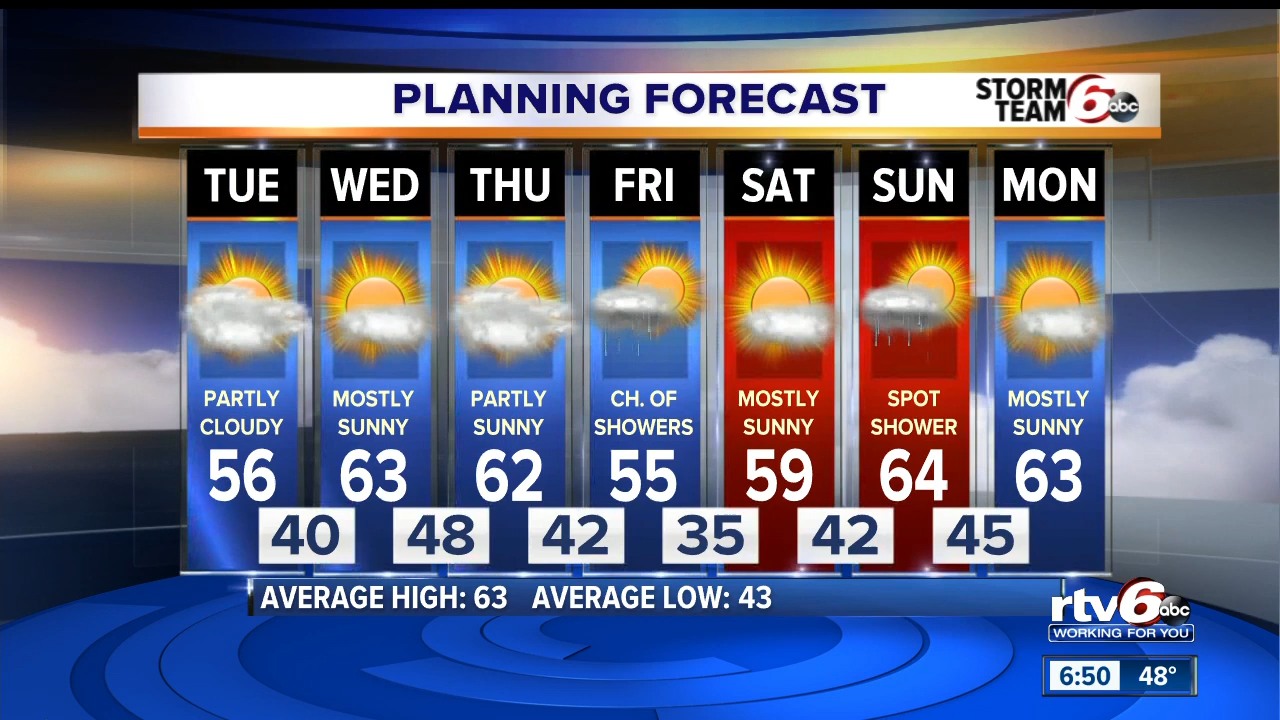 PLANNING FORECAST
STORM
TEAM 6 abc
TUE WED THU FRI SAT SUN MON
PARTLY MOSTLY PARTLY CH. OF MOSTLY SPOT MOSTLY
CLOUDY SUNNY SUNNY SHOWERS SUNNY SHOWER SUNNY
56 63 62 55 59 64 63
40 48 42 35 42 45
AVERAGE HIGH: 63 AVERAGE LOW: 43
rtv6 abc
WORKING FOR YOU
6:50 48°